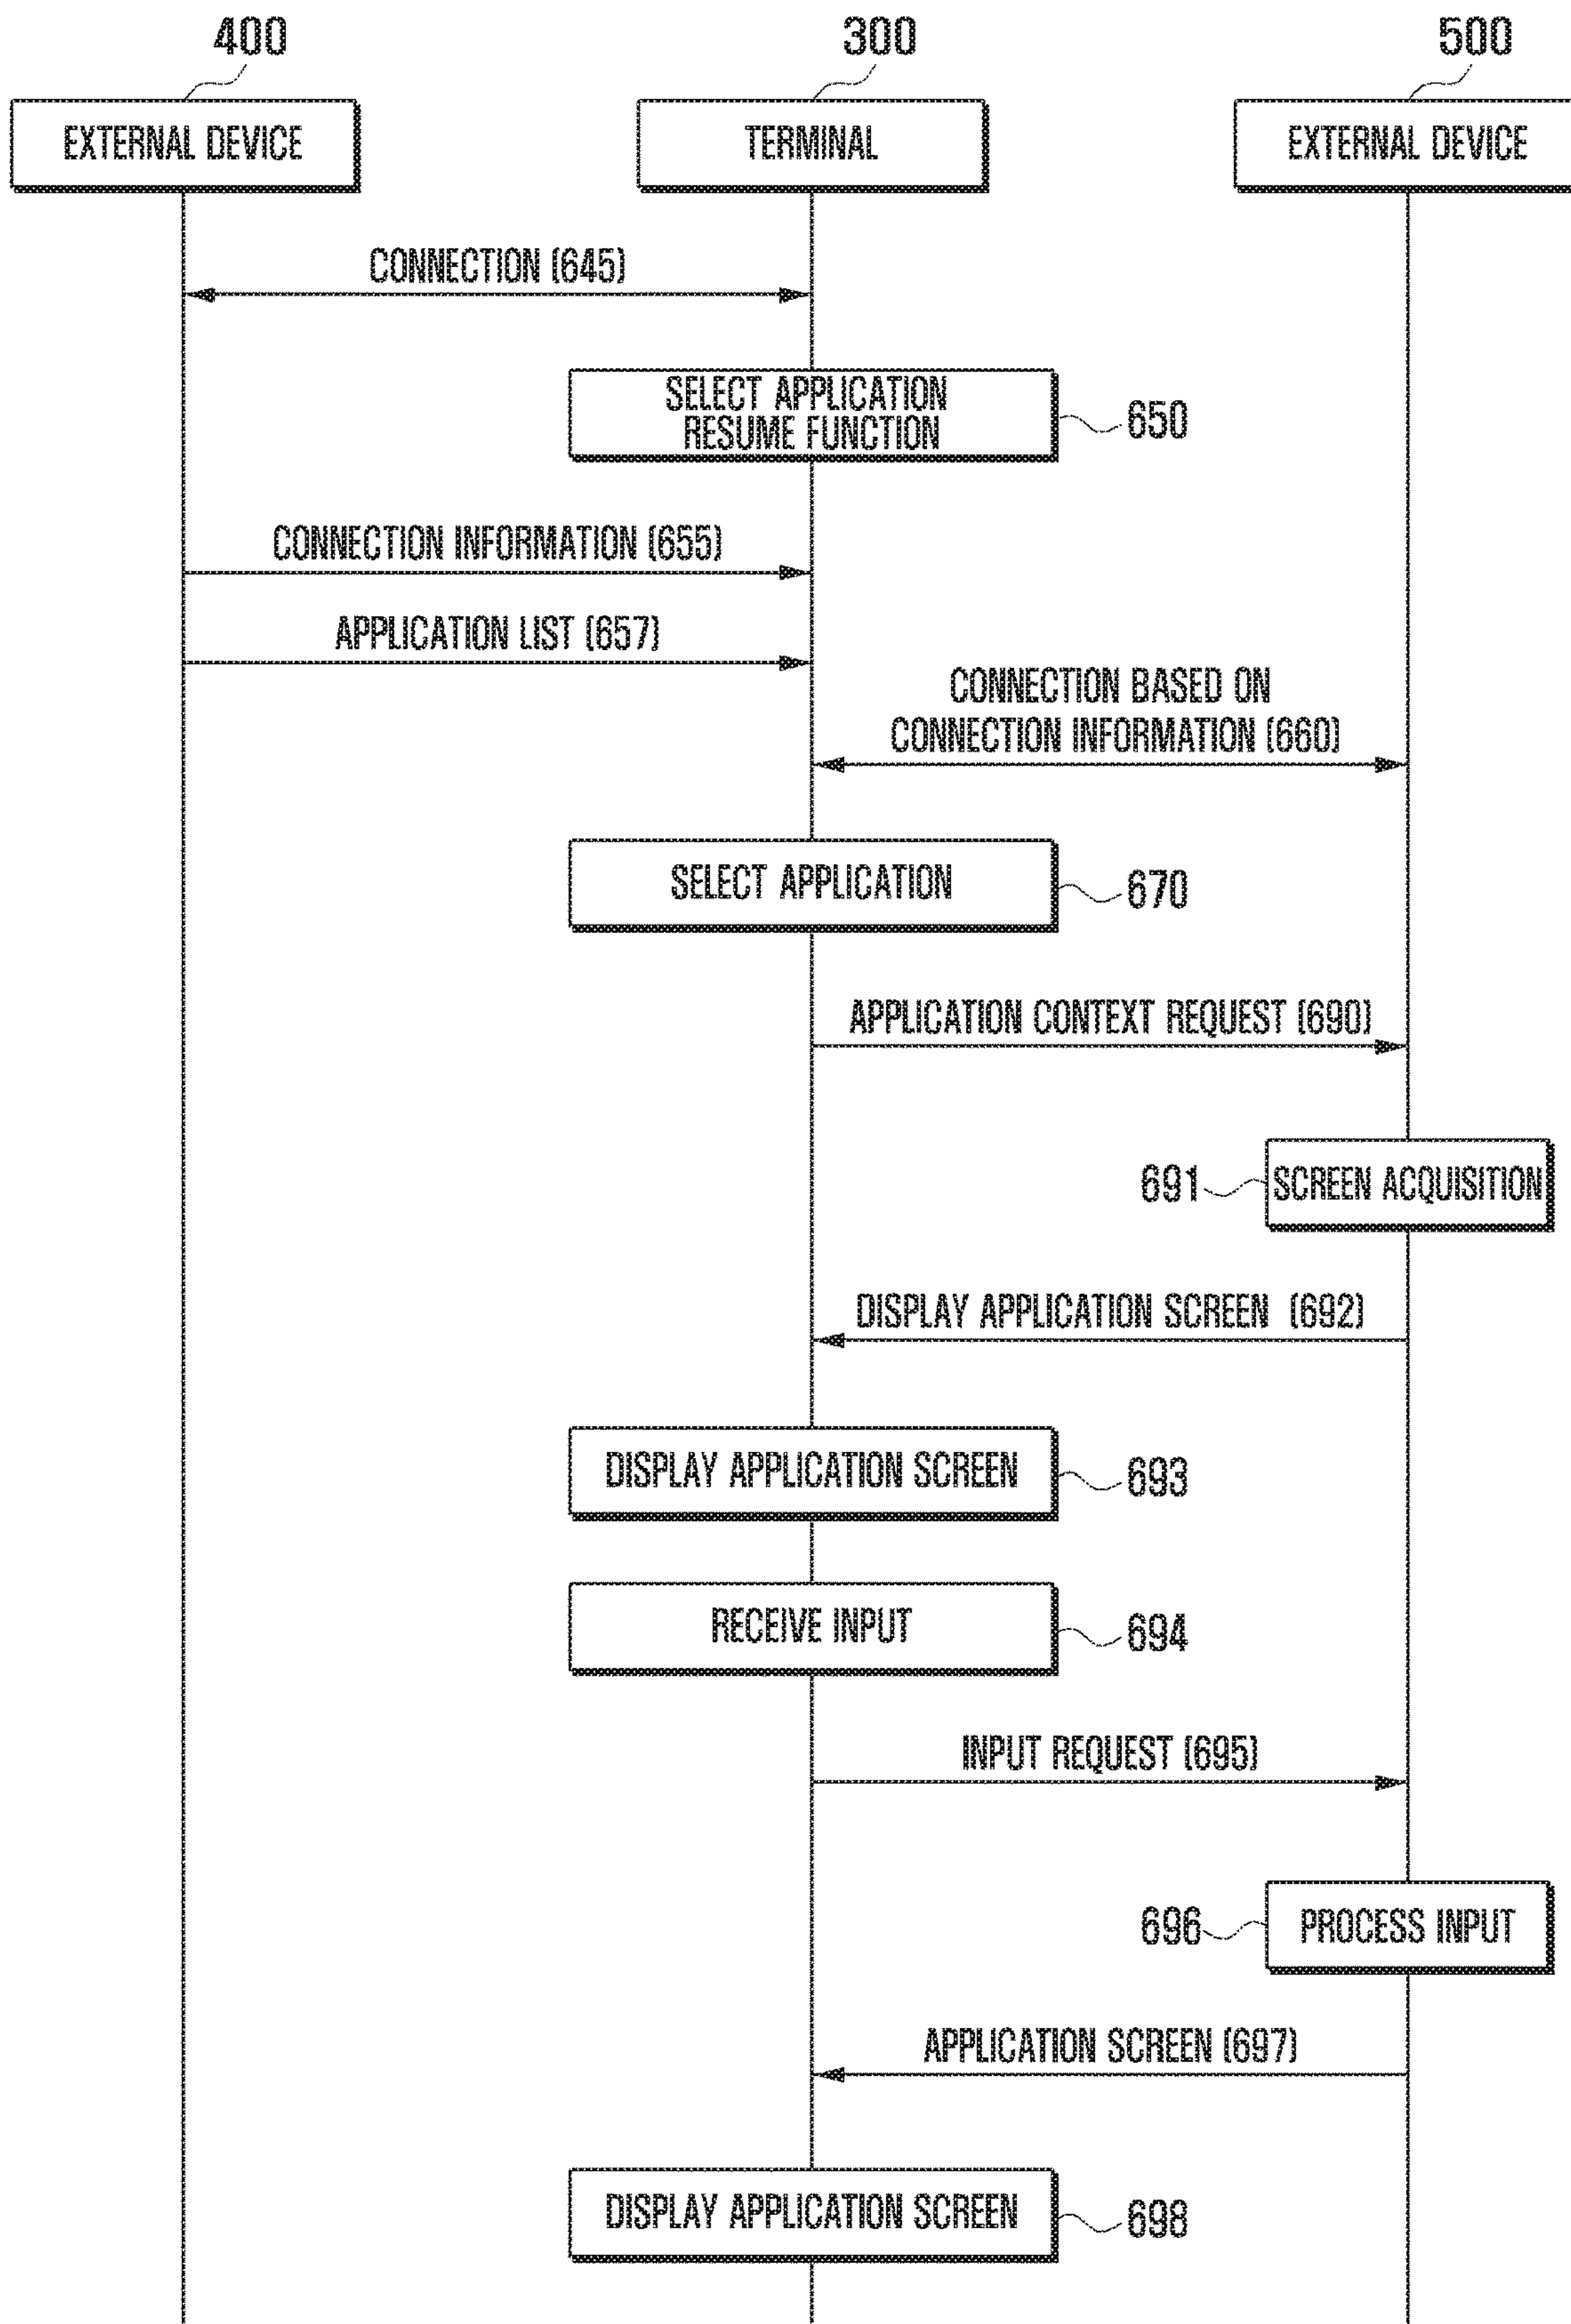 400
300
500
EXTERNAL DEVICE
TERMINAL
EXTERNAL DEVICE
CONNECTION (645)
SELECT APPLICATION
RESUME FUNCTION
650
CONNECTION INFORMATION (655)
APPLICATION LIST (657)
CONNECTION BASED ON
CONNECTION INFORMATION (660)
SELECT APPLICATION
670
APPLICATION CONTEXT REQUEST (690)
691
SCREEN ACQUISITION
DISPLAY APPLICATION SCREEN (692)
DISPLAY APPLICATION SCREEN
693
RECEIVE INPUT
694
INPUT REQUEST (695)
696
PROCESS INPUT
APPLICATION SCREEN (697)
DISPLAY APPLICATION SCREEN
698